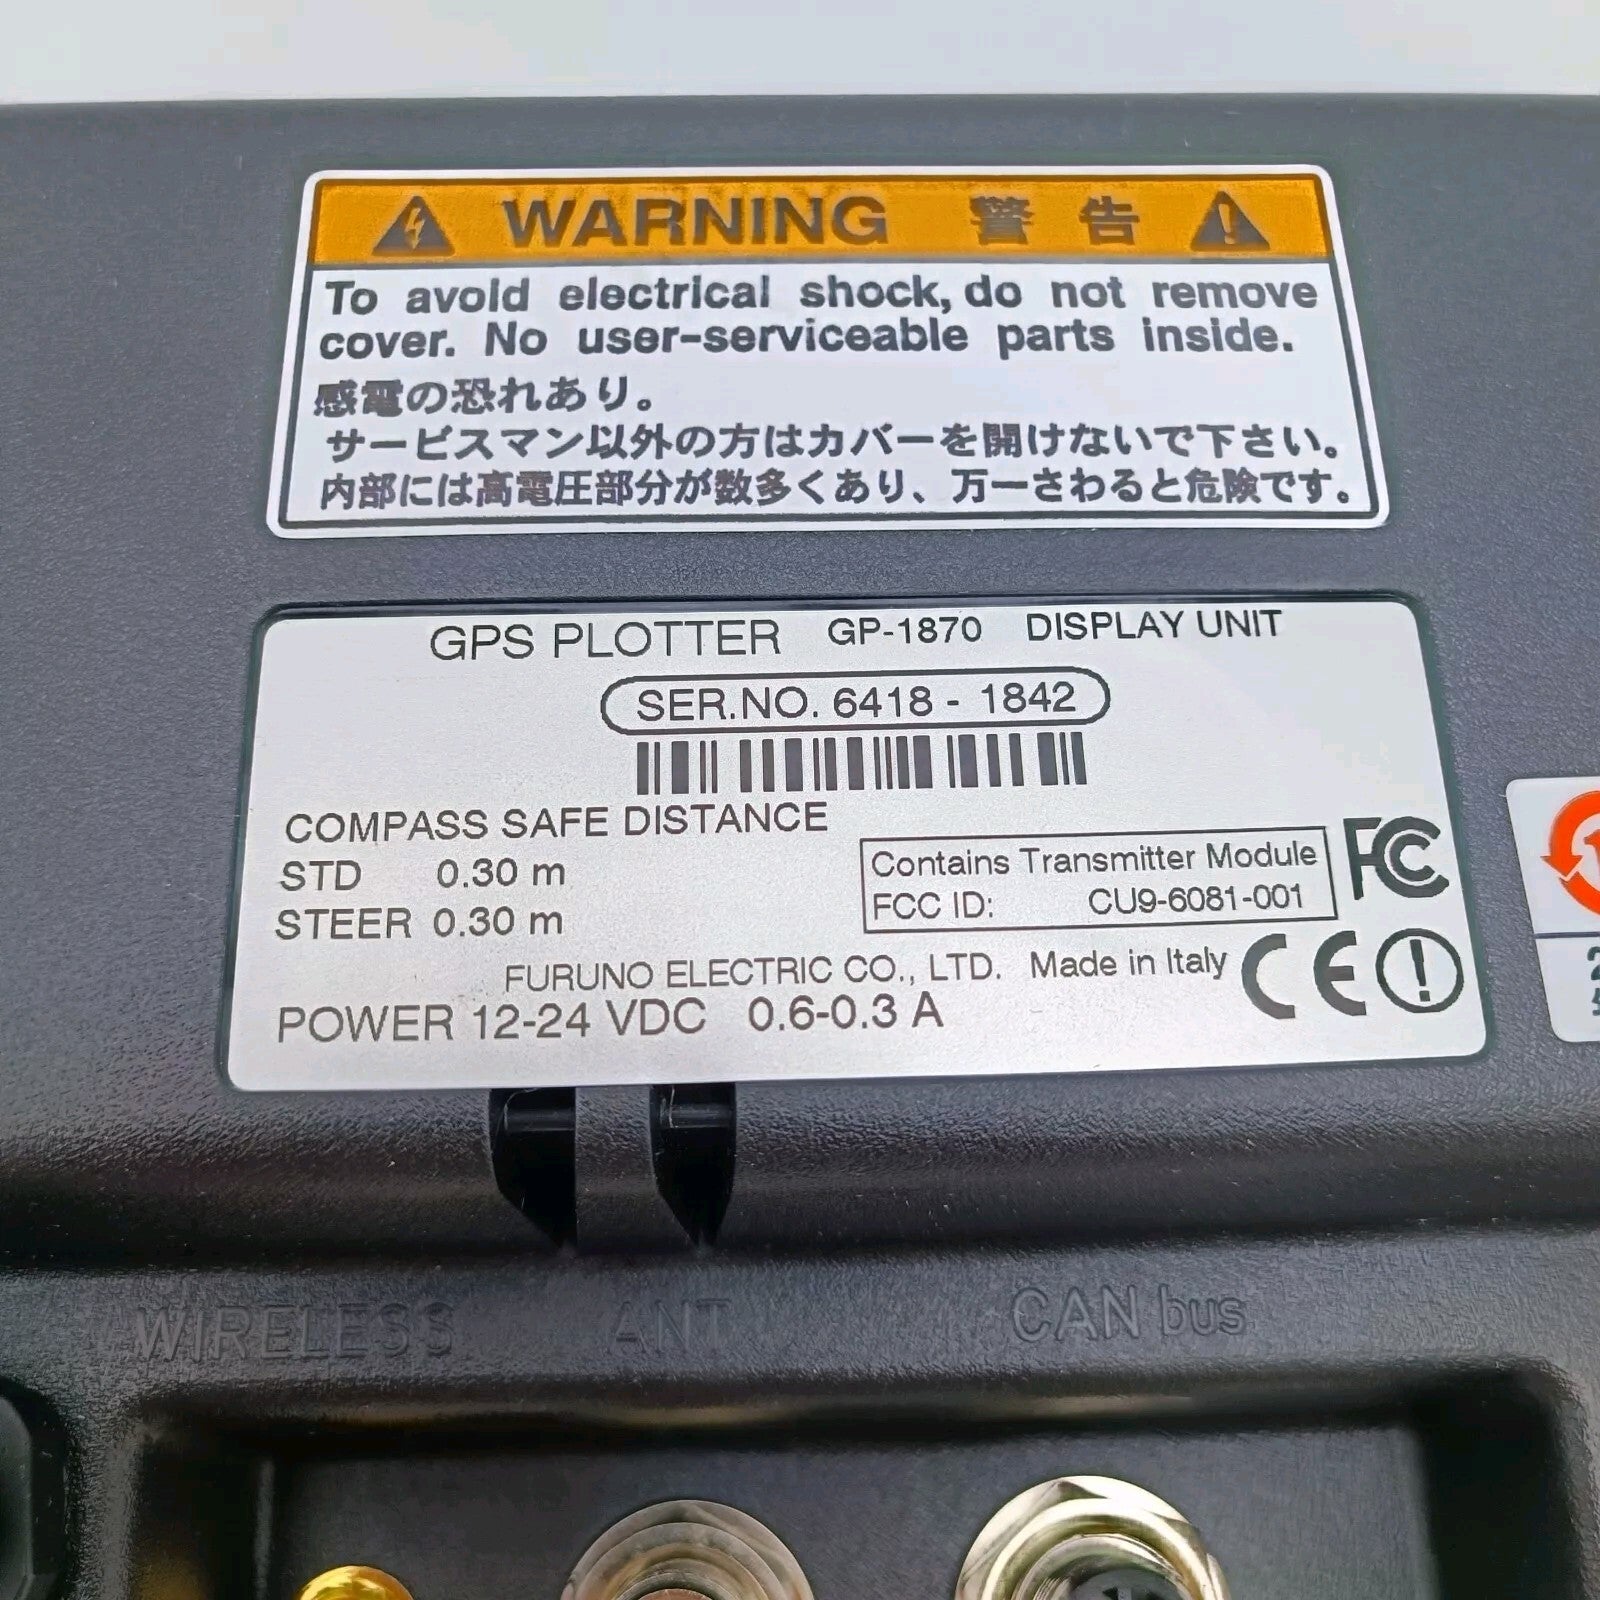 WARNING 警告
To avoid electrical shock, do not remove
cover. No user-serviceable parts inside.
感電の恐れあり。
サービスマン以外の方はカバーを開けないで下さい。
内部には高電圧部分が数多くあり、万一さわると危険です。
GPS PLOTTER GP-1870 DISPLAY UNIT
SER.NO. 6418 - 1842
COMPASS SAFE DISTANCE
STD 0.30 m
STEER 0.30 m
Contains Transmitter Module
FCC ID: CU9-6081-001
FC
FURUNO ELECTRIC CO., LTD. Made in Italy CE
POWER 12-24 VDC 0.6-0.3 A
WIRELESS ANT CAN bus